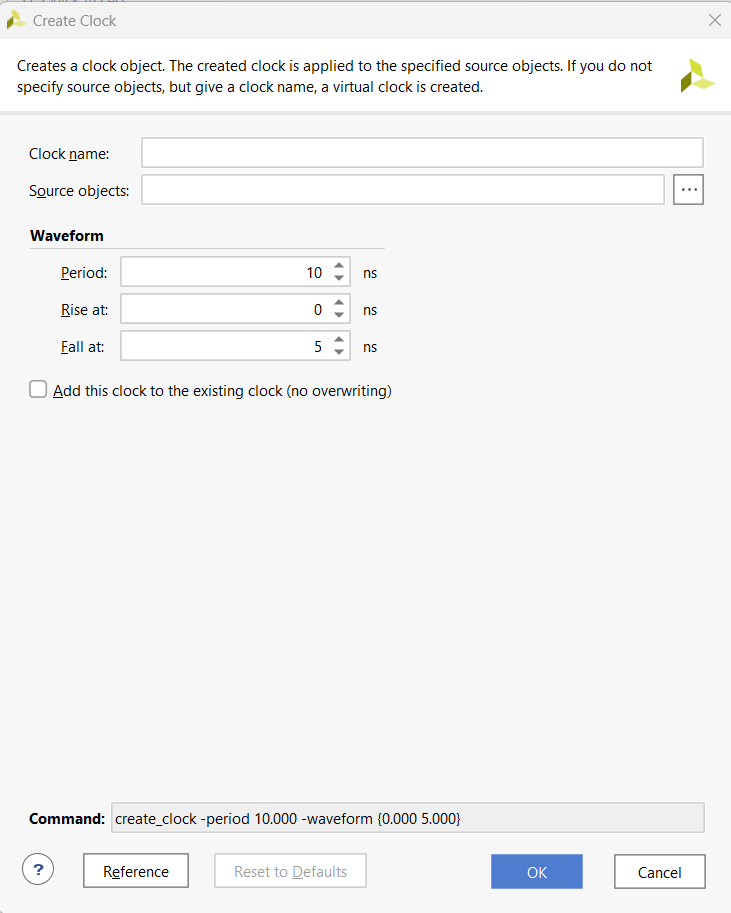 Create Clock
Creates a clock object. The created clock is applied to the specified source objects. If you do not
specify source objects, but give a clock name, a virtual clock is created.
Clock name:
Source objects: ...
Waveform
Period: 10 ns
Rise at: 0 ns
Fall at: 5 ns
Add this clock to the existing clock (no overwriting)
Command: create_clock -period 10.000 -waveform {0.000 5.000}
? Reference Reset to Defaults OK Cancel